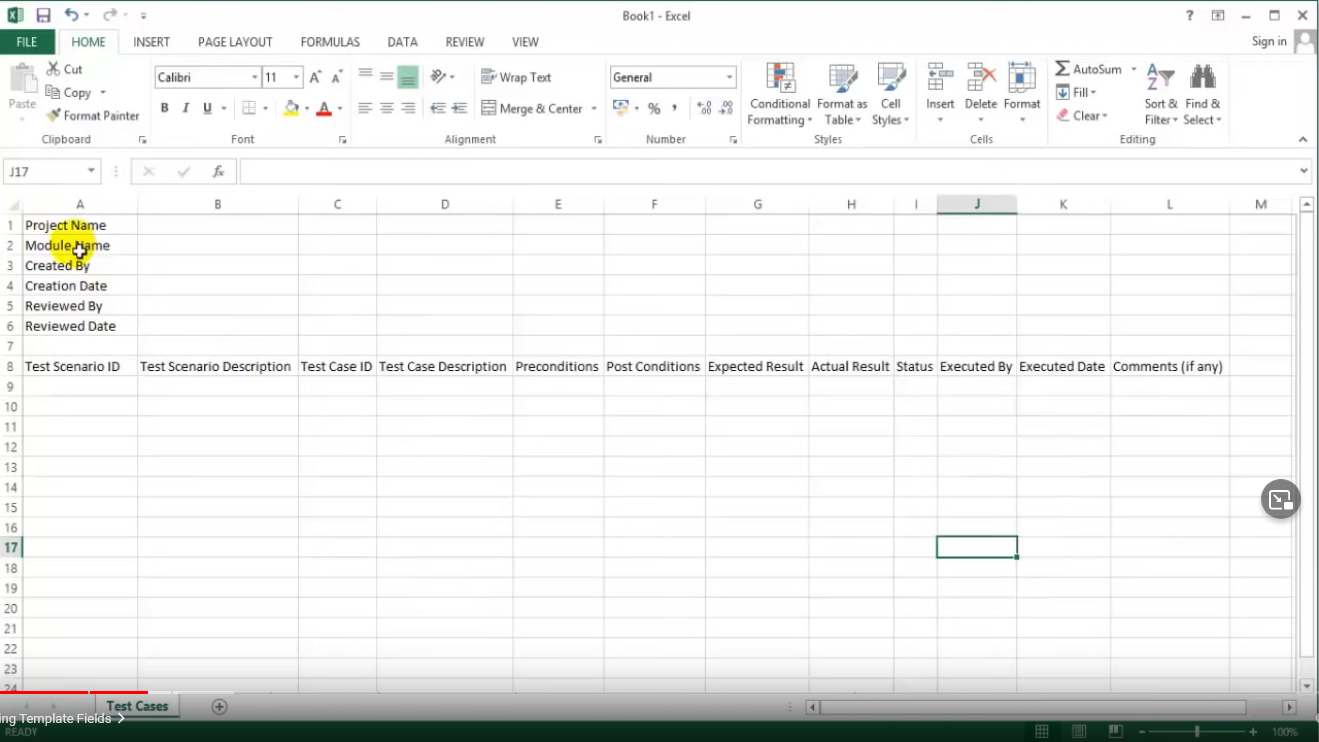 Book1 - Excel
?
FILE HOME INSERT PAGE LAYOUT FORMULAS DATA REVIEW VIEW Sign in
Paste Cut Copy Format Painter Clipboard
Calibri 11 A A B I U A Font
Wrap Text Merge & Center Alignment
General % , Number
Conditional Formatting Format as Table Cell Styles Styles
Insert Delete Format Cells
AutoSum Fill Clear Sort & Filter Find & Select Editing
J17 fx
A B C D E F G H I J K L M
1 Project Name
2 Module Name
3 Created By
4 Creation Date
5 Reviewed By
6 Reviewed Date
7
8 Test Scenario ID Test Scenario Description Test Case ID Test Case Description Preconditions Post Conditions Expected Result Actual Result Status Executed By Executed Date Comments (if any)
9
10
11
12
13
14
15
16
17
18
19
20
21
22
23
24
Test Cases
ing Template Fields
READY 100%